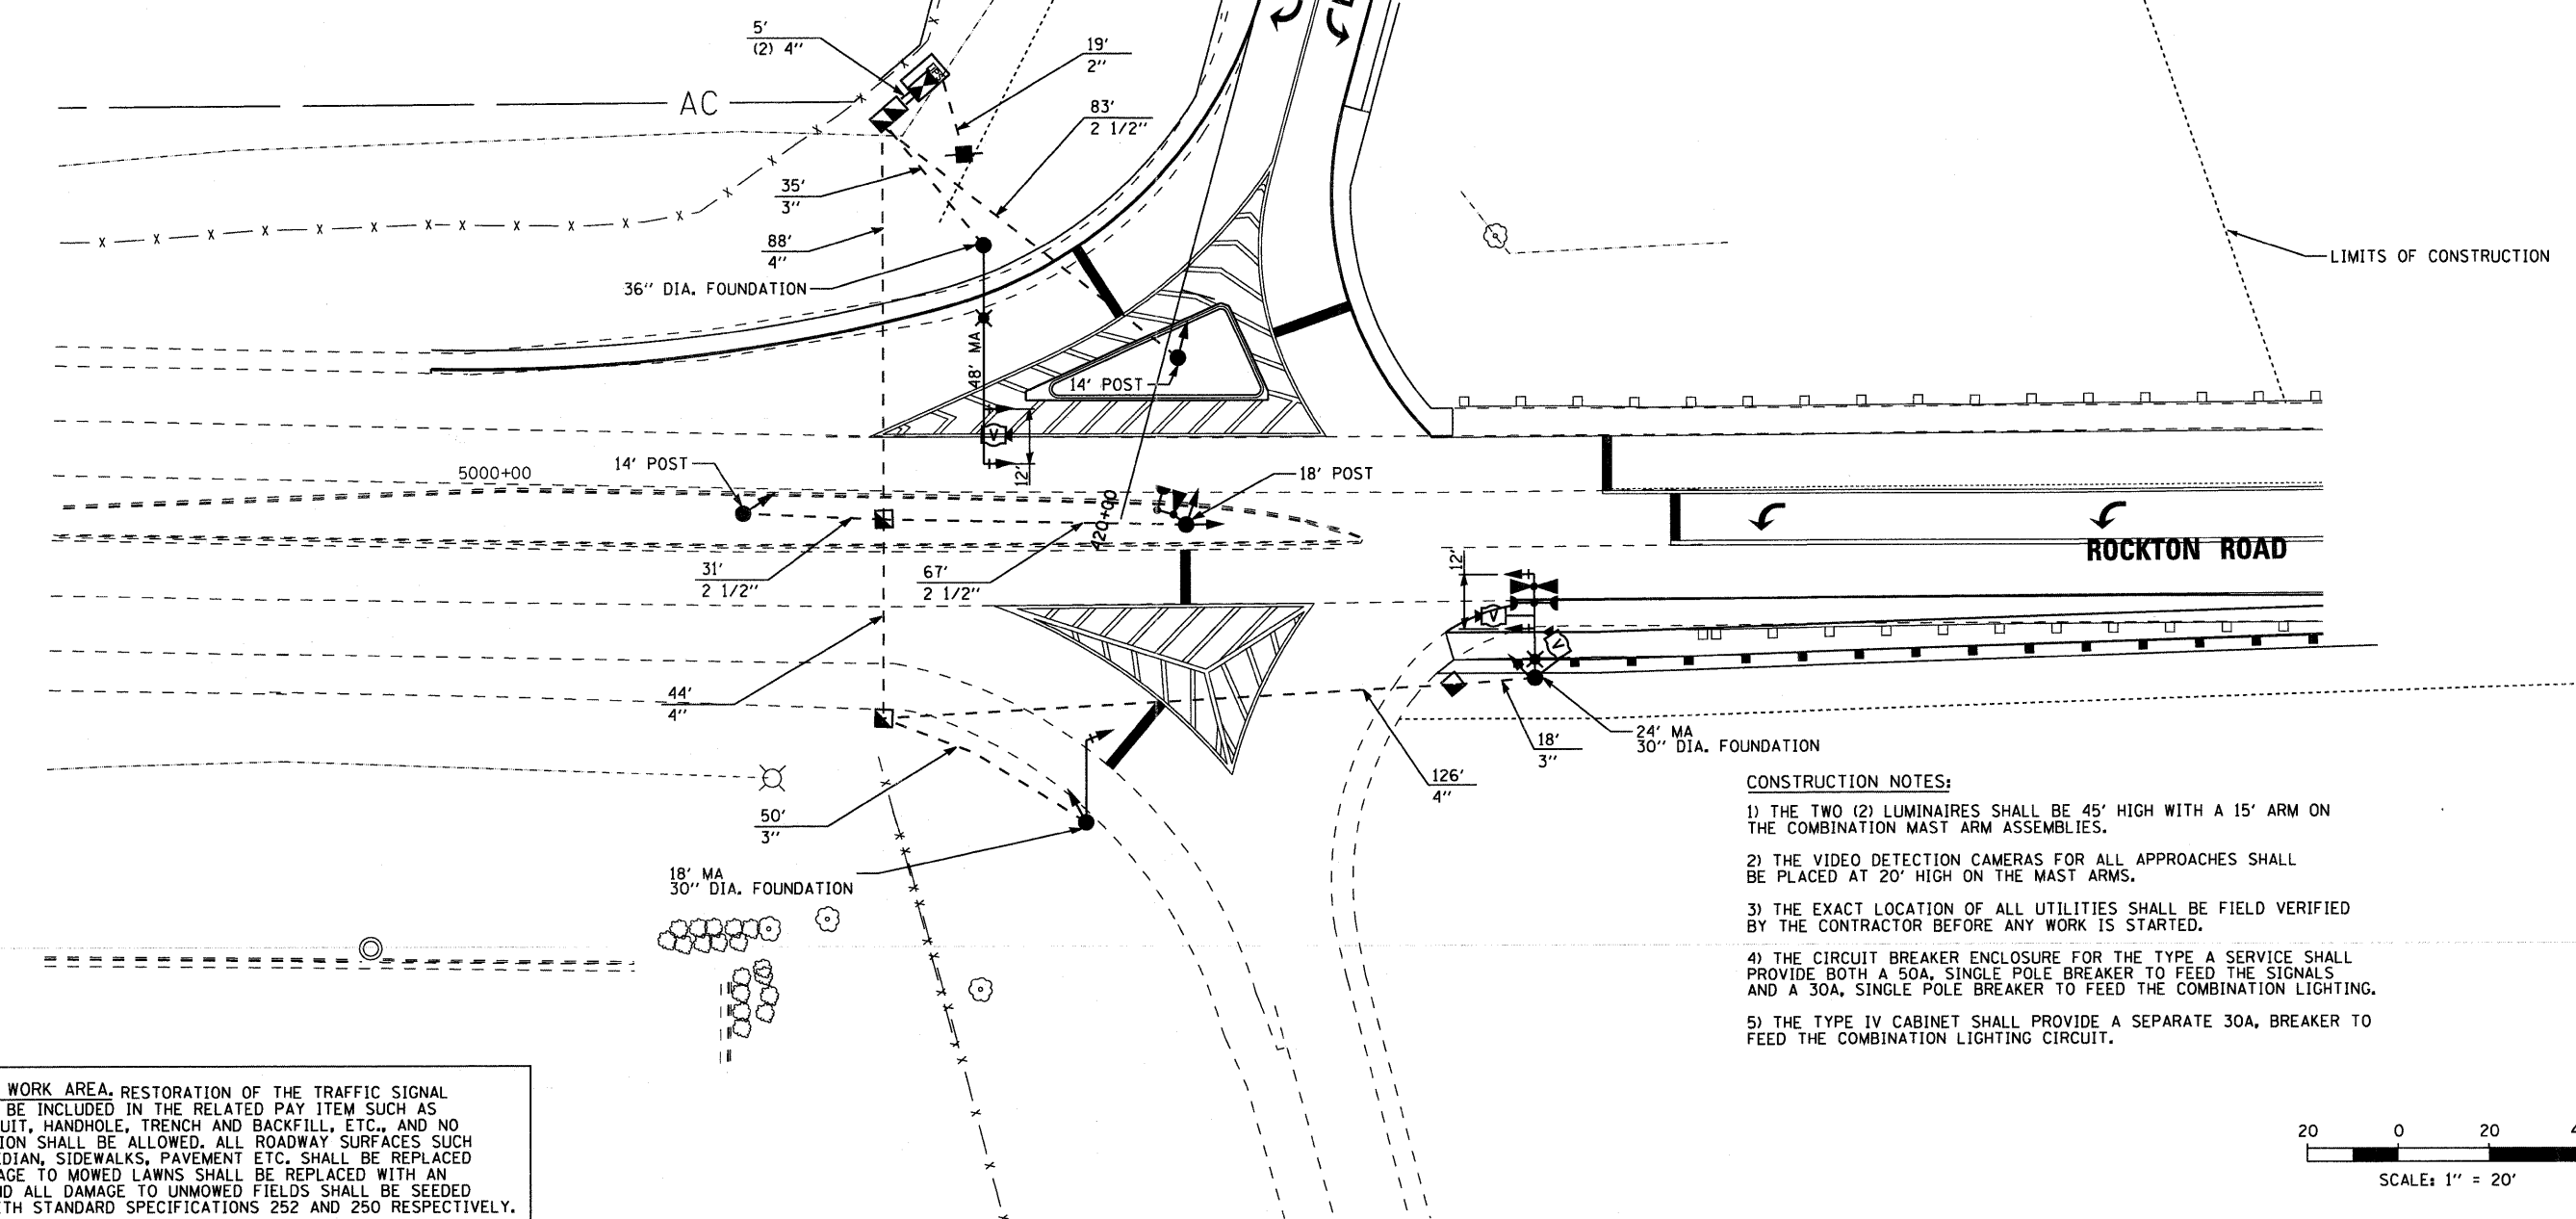 5'
(2) 4"
19'
2"
AC
83'
2 1/2"
35'
3"
88'
4"
36" DIA. FOUNDATION
LIMITS OF CONSTRUCTION
48' MA
14' POST
14' POST
5000+00
12'
18' POST
420+00
ROCKTON ROAD
12'
31'
2 1/2"
67'
2 1/2"
44'
4"
24' MA
30" DIA. FOUNDATION
18'
3"
126'
4"
50'
3"
18' MA
30" DIA. FOUNDATION
CONSTRUCTION NOTES:
1) THE TWO (2) LUMINAIRES SHALL BE 45' HIGH WITH A 15' ARM ON
THE COMBINATION MAST ARM ASSEMBLIES.
2) THE VIDEO DETECTION CAMERAS FOR ALL APPROACHES SHALL
BE PLACED AT 20' HIGH ON THE MAST ARMS.
3) THE EXACT LOCATION OF ALL UTILITIES SHALL BE FIELD VERIFIED
BY THE CONTRACTOR BEFORE ANY WORK IS STARTED.
4) THE CIRCUIT BREAKER ENCLOSURE FOR THE TYPE A SERVICE SHALL
PROVIDE BOTH A 50A, SINGLE POLE BREAKER TO FEED THE SIGNALS
AND A 30A, SINGLE POLE BREAKER TO FEED THE COMBINATION LIGHTING.
5) THE TYPE IV CABINET SHALL PROVIDE A SEPARATE 30A, BREAKER TO
FEED THE COMBINATION LIGHTING CIRCUIT.
WORK AREA. RESTORATION OF THE TRAFFIC SIGNAL
BE INCLUDED IN THE RELATED PAY ITEM SUCH AS
UIT, HANDHOLE, TRENCH AND BACKFILL, ETC., AND NO
ION SHALL BE ALLOWED. ALL ROADWAY SURFACES SUCH
EDIAN, SIDEWALKS, PAVEMENT ETC. SHALL BE REPLACED
AGE TO MOWED LAWNS SHALL BE REPLACED WITH AN
ND ALL DAMAGE TO UNMOWED FIELDS SHALL BE SEEDED
TH STANDARD SPECIFICATIONS 252 AND 250 RESPECTIVELY.
20 0 20 4
SCALE: 1" = 20'
V
V
V